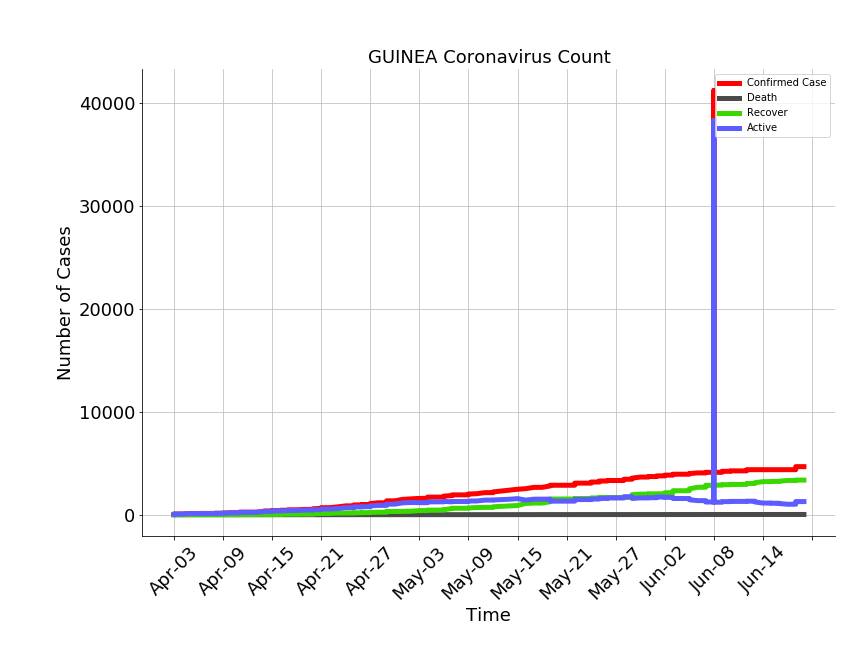 GUINEA Coronavirus Count
Confirmed Case
Death
Recover
Active
40000
30000
20000
10000
0
Number of Cases
Apr-03
Apr-09
Apr-15
Apr-21
Apr-27
May-03
May-09
May-15
May-21
May-27
Jun-02
Jun-08
Jun-14
Time